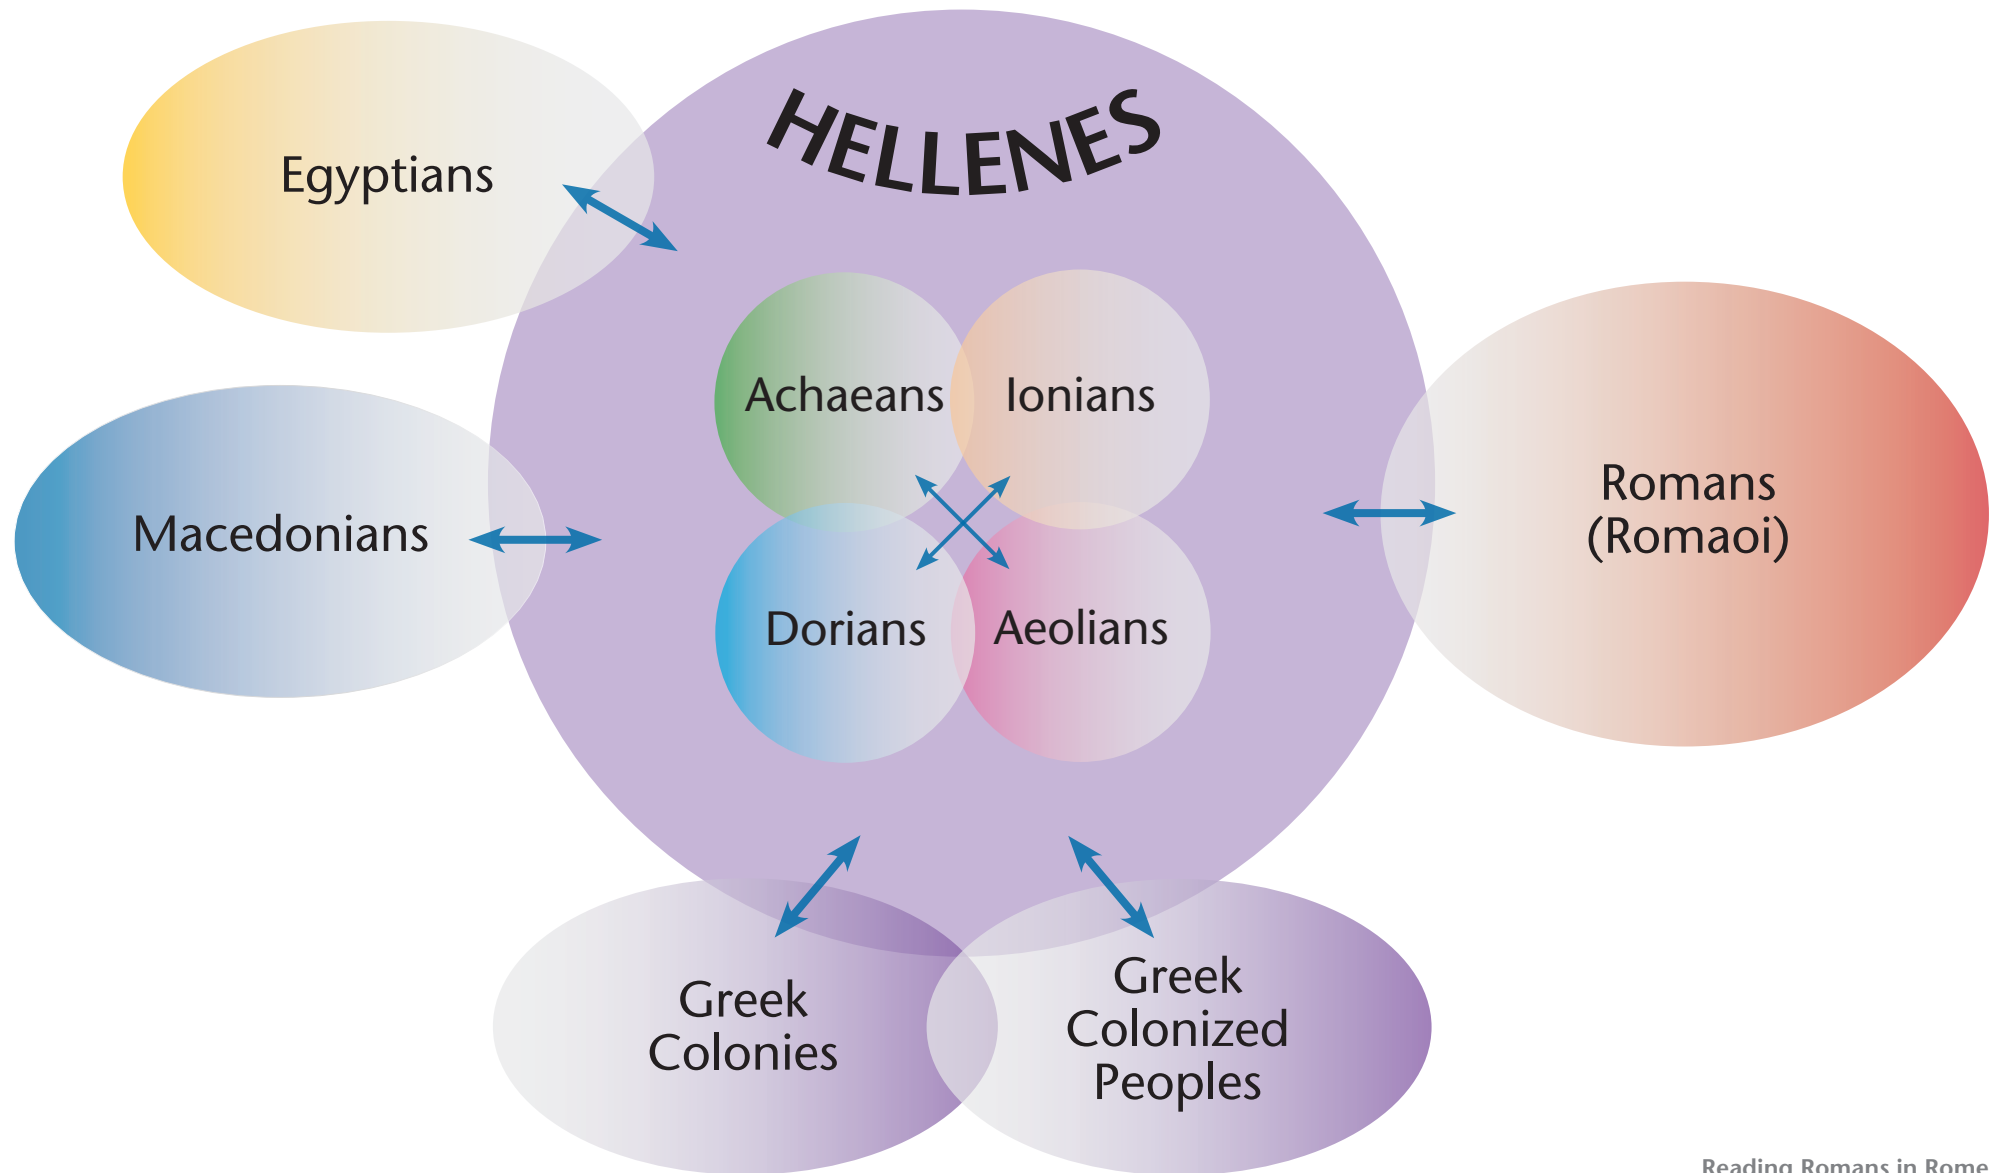 HELLENES
Egyptians
Achaeans
Ionians
Macedonians
Romans
(Romaoi)
Dorians
Aeolians
Greek
Colonies
Greek
Colonized
Peoples
Reading Romans in Rome